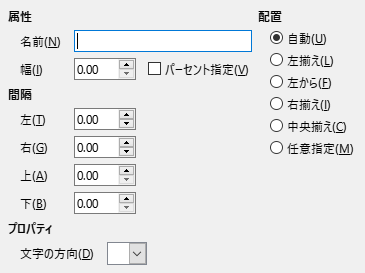 属性
名前(N)
幅(I) 0.00 パーセント指定(V)
間隔
左(T) 0.00
右(G) 0.00
上(A) 0.00
下(B) 0.00
プロパティ
文字の方向(D)
配置
自動(U)
左揃え(L)
左から(F)
右揃え(I)
中央揃え(C)
任意指定(M)